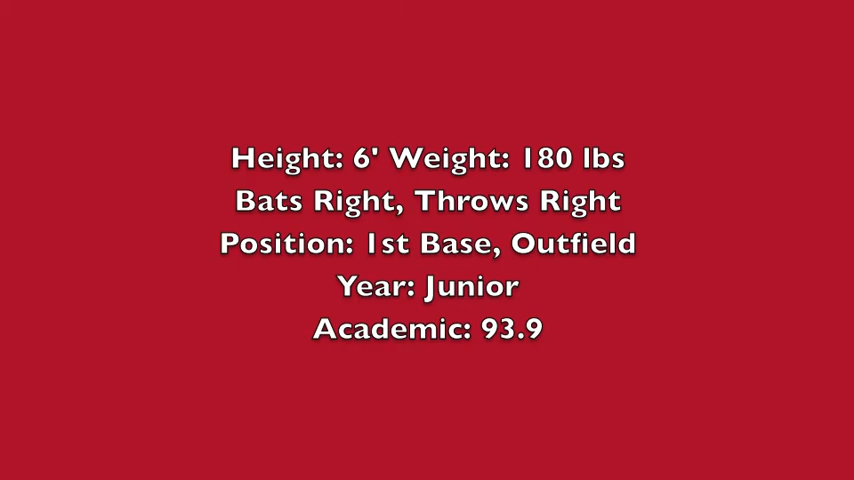 Height: 6' Weight: 180 lbs
Bats Right, Throws Right
Position: 1st Base, Outfield
Year: Junior
Academic: 93.9